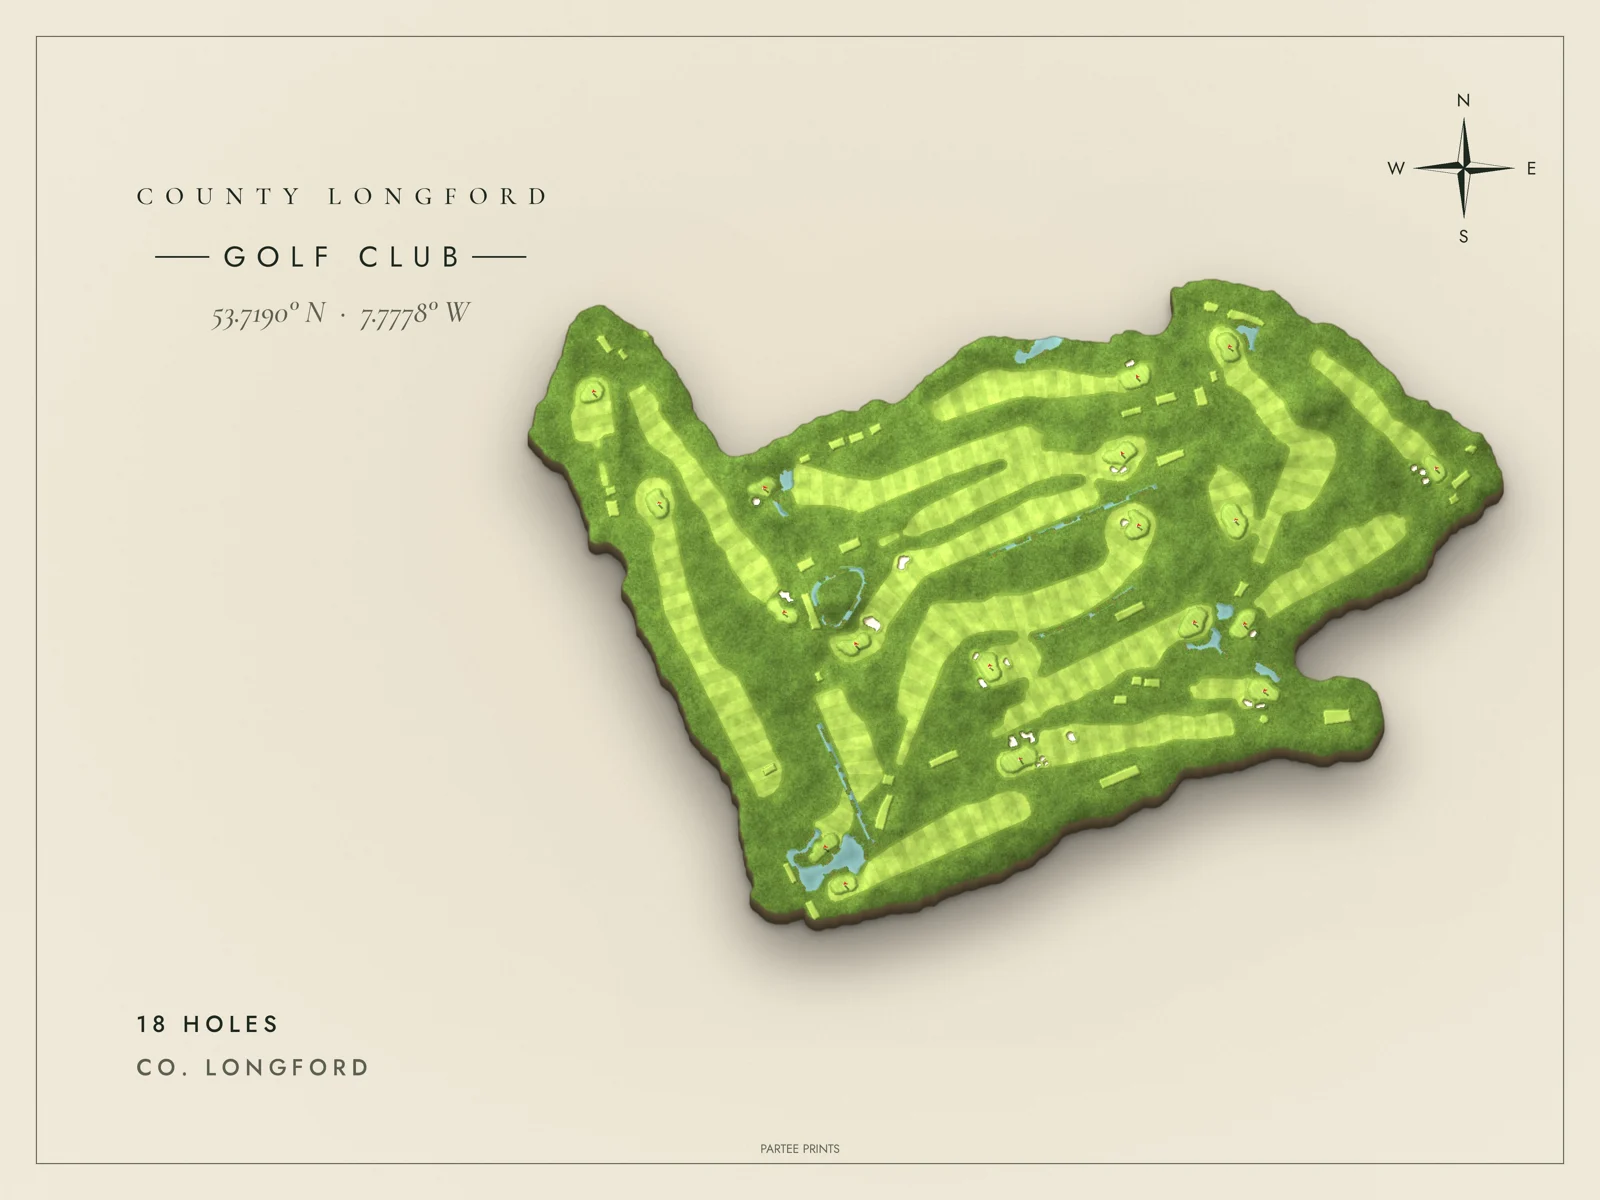 COUNTY LONGFORD
GOLF CLUB
53.7190° N · 7.7778° W
N
W E
S
18 HOLES
CO. LONGFORD
PARTEE PRINTS